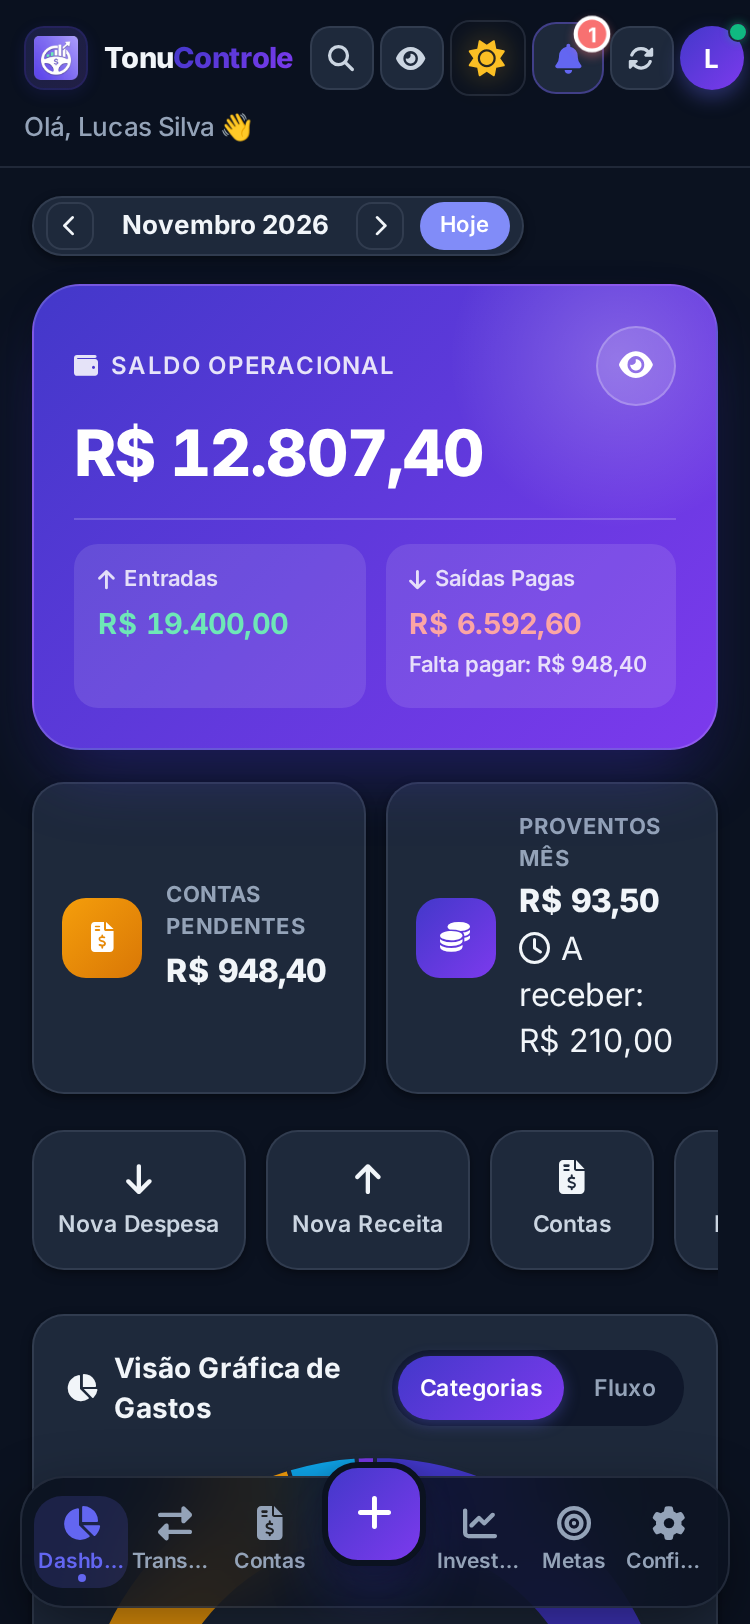 TonuControle
1
L
Olá, Lucas Silva 👋
Novembro 2026
Hoje
SALDO OPERACIONAL
R$ 12.807,40
Entradas
R$ 19.400,00
Saídas Pagas
R$ 6.592,60
Falta pagar: R$ 948,40
CONTAS
PENDENTES
R$ 948,40
PROVENTOS
MÊS
R$ 93,50
A
receber:
R$ 210,00
Nova Despesa
Nova Receita
Contas
Visão Gráfica de
Gastos
Categorias
Fluxo
Dashb...
Trans...
Contas
Invest...
Metas
Confi...